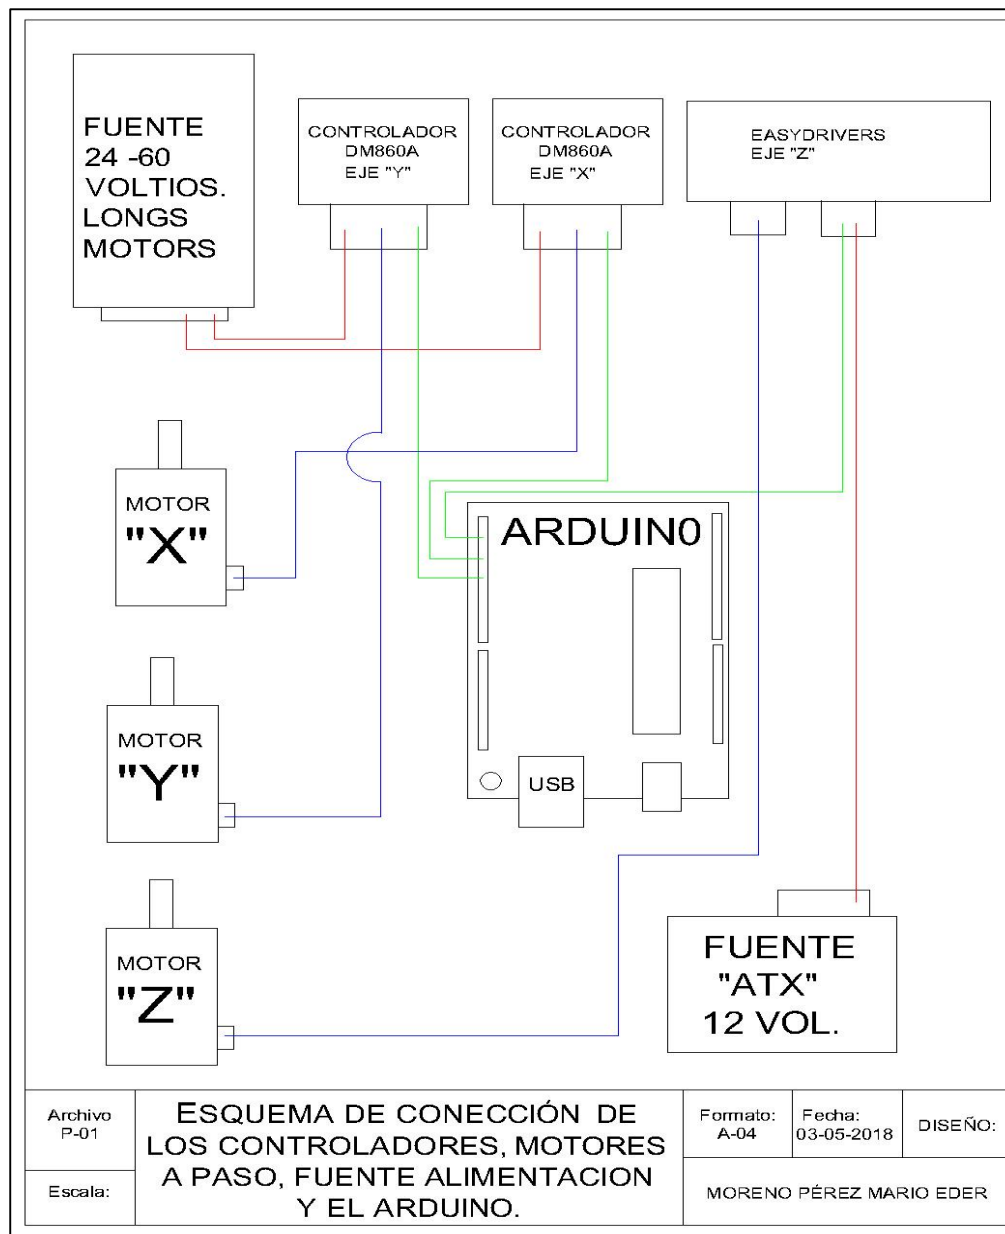 FUENTE
24 -60
VOLTIOS.
LONGS
MOTORS
CONTROLADOR
DM860A
EJE "Y"
CONTROLADOR
DM860A
EJE "X"
EASYDRIVERS
EJE "Z"
MOTOR
"X"
ARDUIN0
MOTOR
"Y"
USB
MOTOR
"Z"
FUENTE
"ATX"
12 VOL.
Archivo
P-01
Escala:
ESQUEMA DE CONECCIÓN DE
LOS CONTROLADORES, MOTORES
A PASO, FUENTE ALIMENTACION
Y EL ARDUINO.
Formato:
A-04
Fecha:
03-05-2018
DISEÑO:
MORENO PÉREZ MARIO EDER